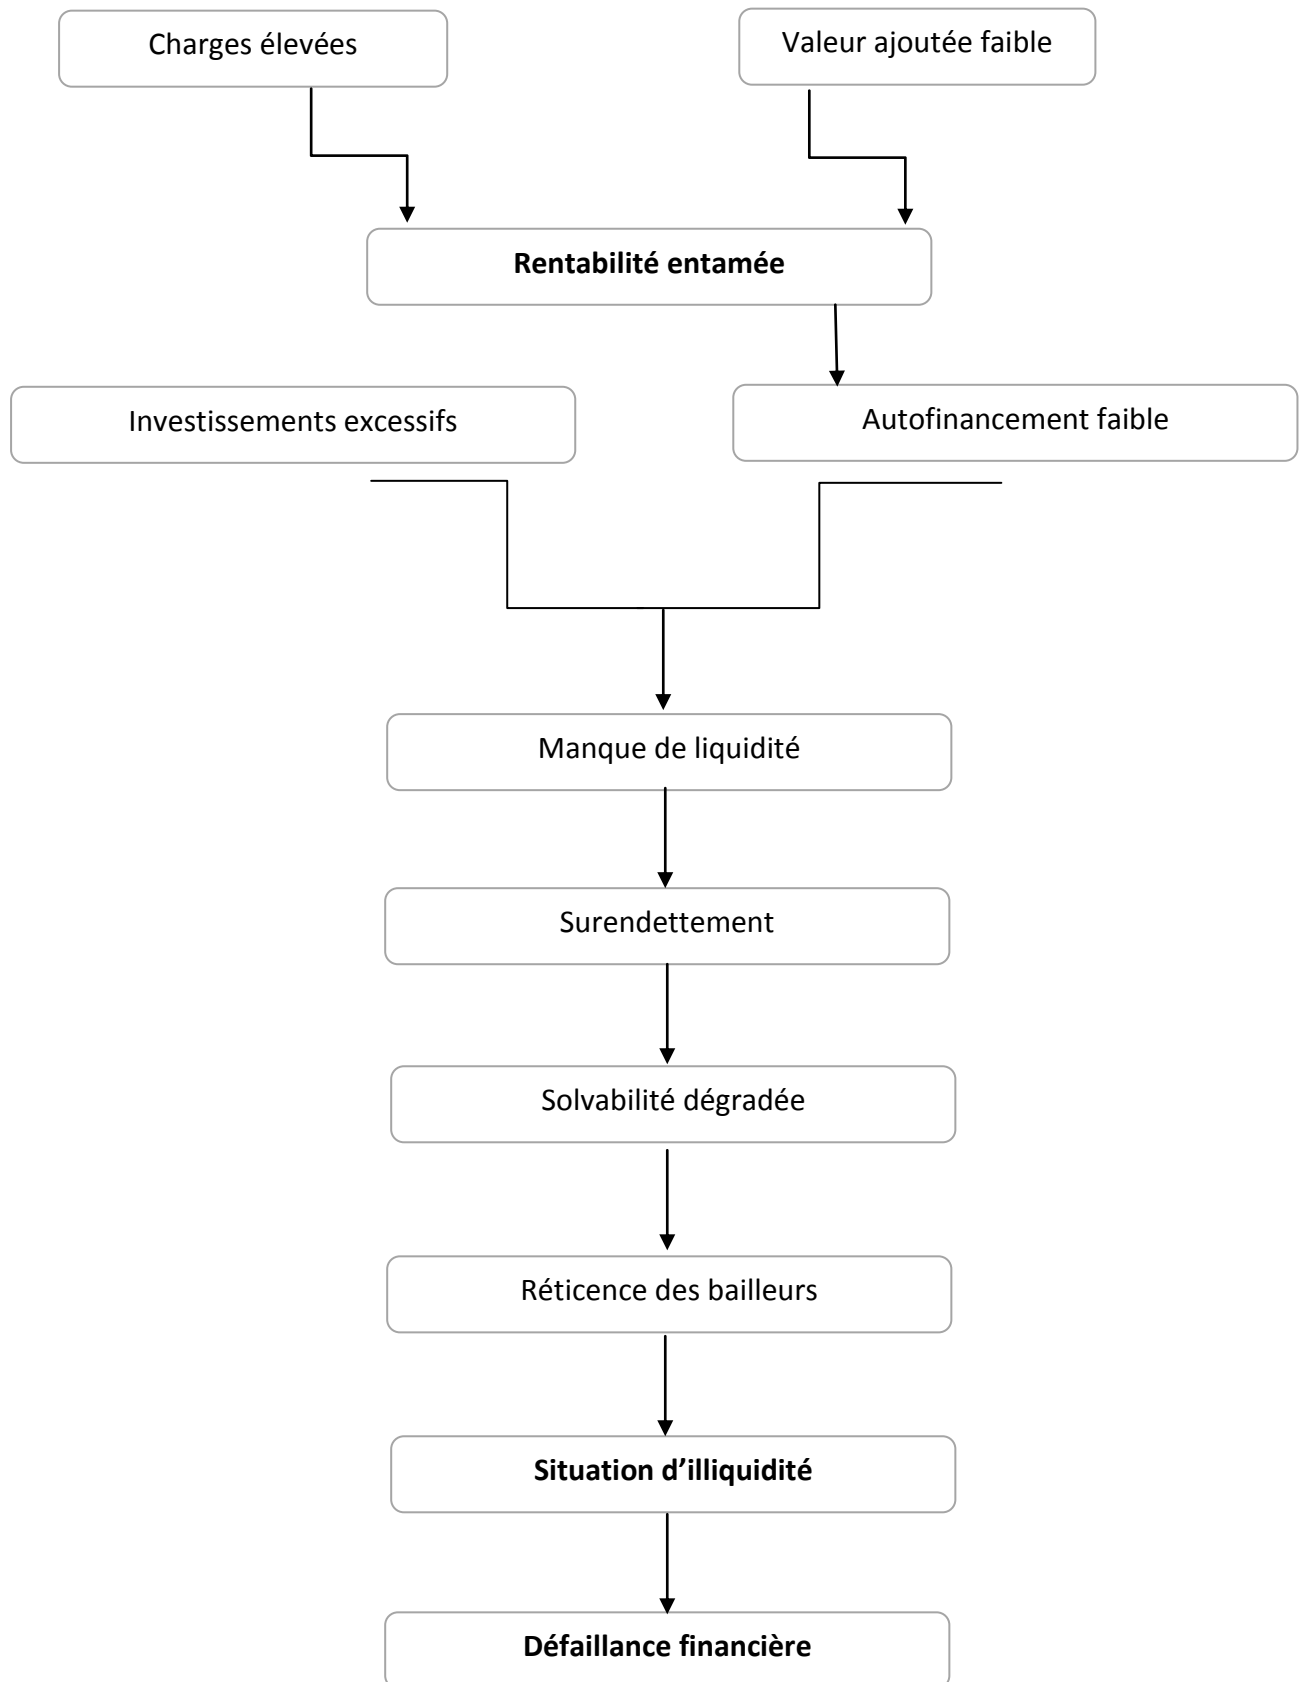 Charges élevées
Valeur ajoutée faible
Rentabilité entamée
Investissements excessifs
Autofinancement faible
Manque de liquidité
Surendettement
Solvabilité dégradée
Réticence des bailleurs
Situation d’illiquidité
Défaillance financière